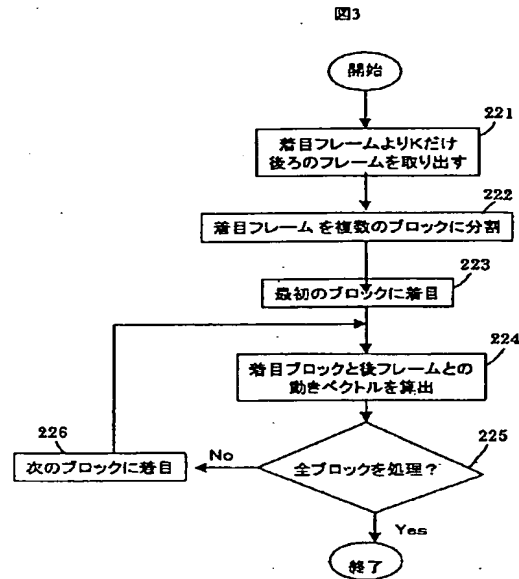 図3
開始
221
着目フレームよりKだけ
後ろのフレームを取り出す
222
着目フレームを複数のブロックに分割
223
最初のブロックに着目
224
着目ブロックと後フレームとの
動きベクトルを算出
226
次のブロックに着目
No
全ブロックを処理?
225
Yes
終了